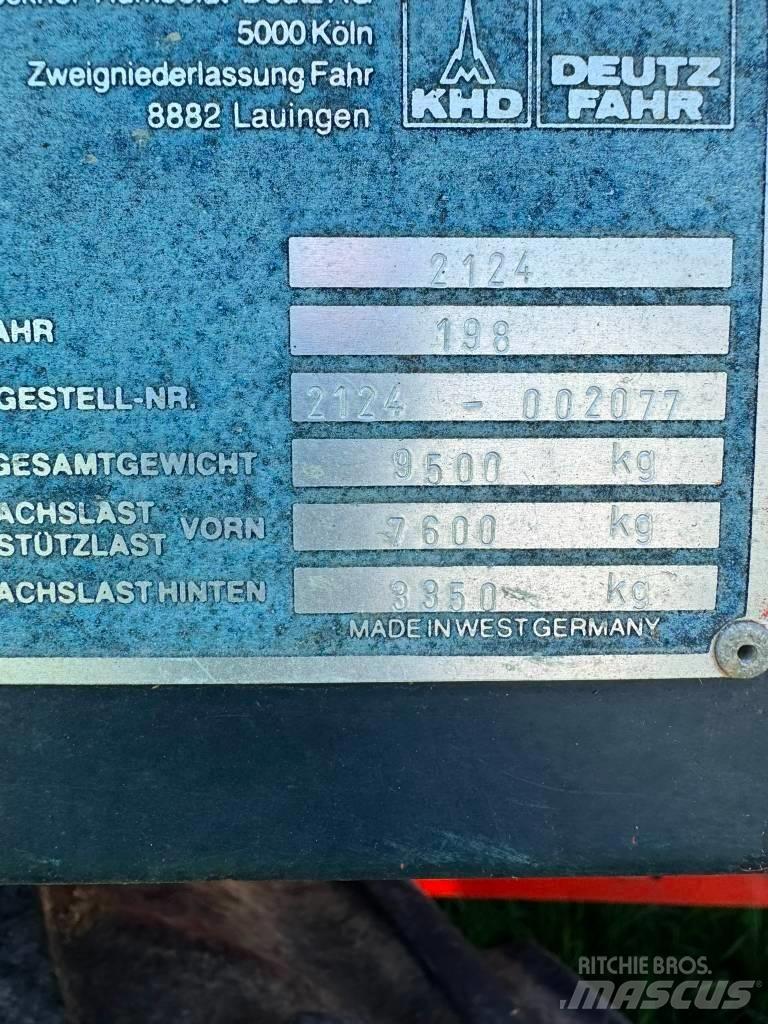 5000 Köln
Zweigniederlassung Fahr
8882 Lauingen
KHD
DEUTZ
FAHR
2124
AHR 198
GESTELL-NR. 2124 - 002077
GESAMTGEWICHT 9500 kg
ACHSLAST
STÜTZLAST VORN 7600 kg
ACHSLAST HINTEN 3350 kg
MADE IN WEST GERMANY
RITCHIE BROS.
MASCUS